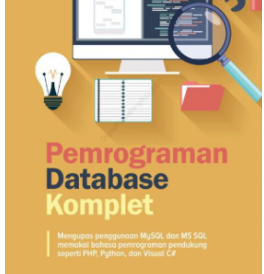 Pemrograman
Database
Komplet
Mengupas penggunaan MySQL dan MS SQL
memakai bahasa pemrograman pendukung
seperti PHP, Python, dan Visual C#